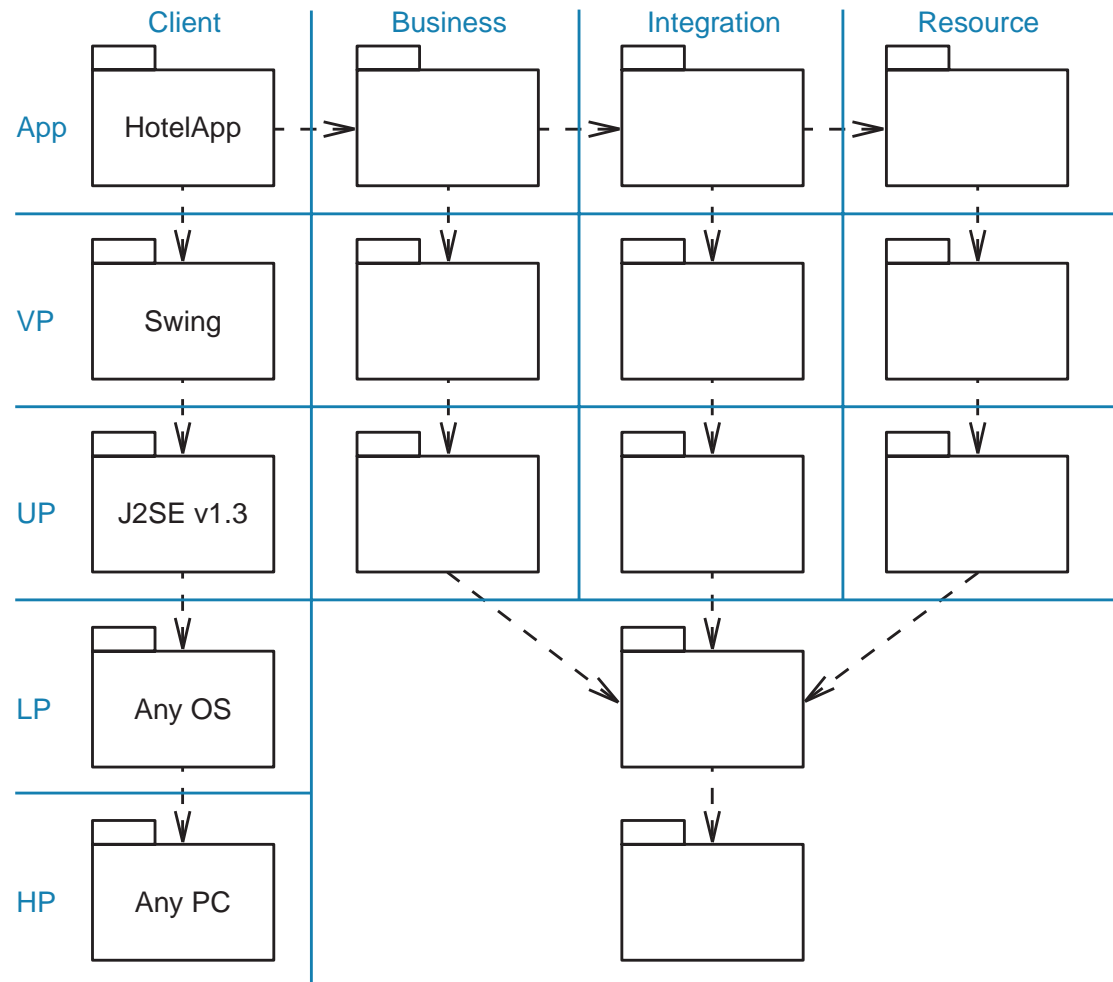 Client Business Integration Resource
App HotelApp
VP Swing
UP J2SE v1.3
LP Any OS
HP Any PC